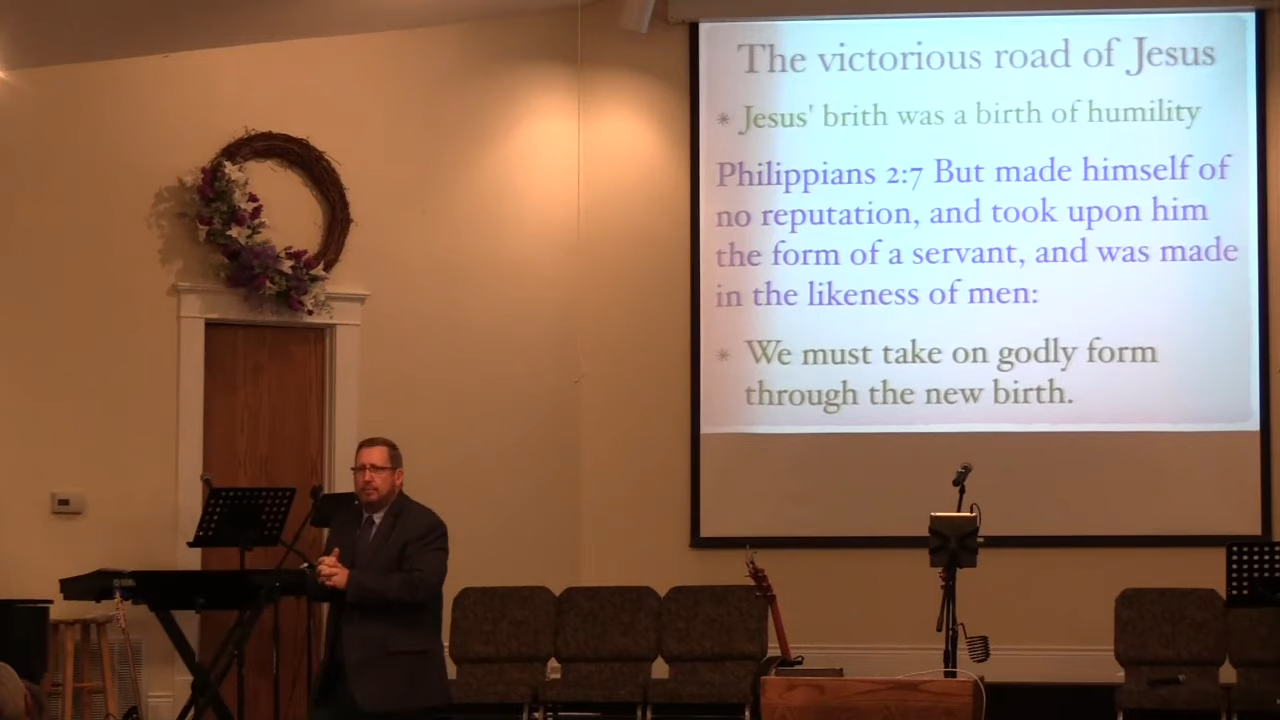 The victorious road of Jesus
* Jesus' brith was a birth of humility
Philippians 2:7 But made himself of
no reputation, and took upon him
the form of a servant, and was made
in the likeness of men:
* We must take on godly form
through the new birth.